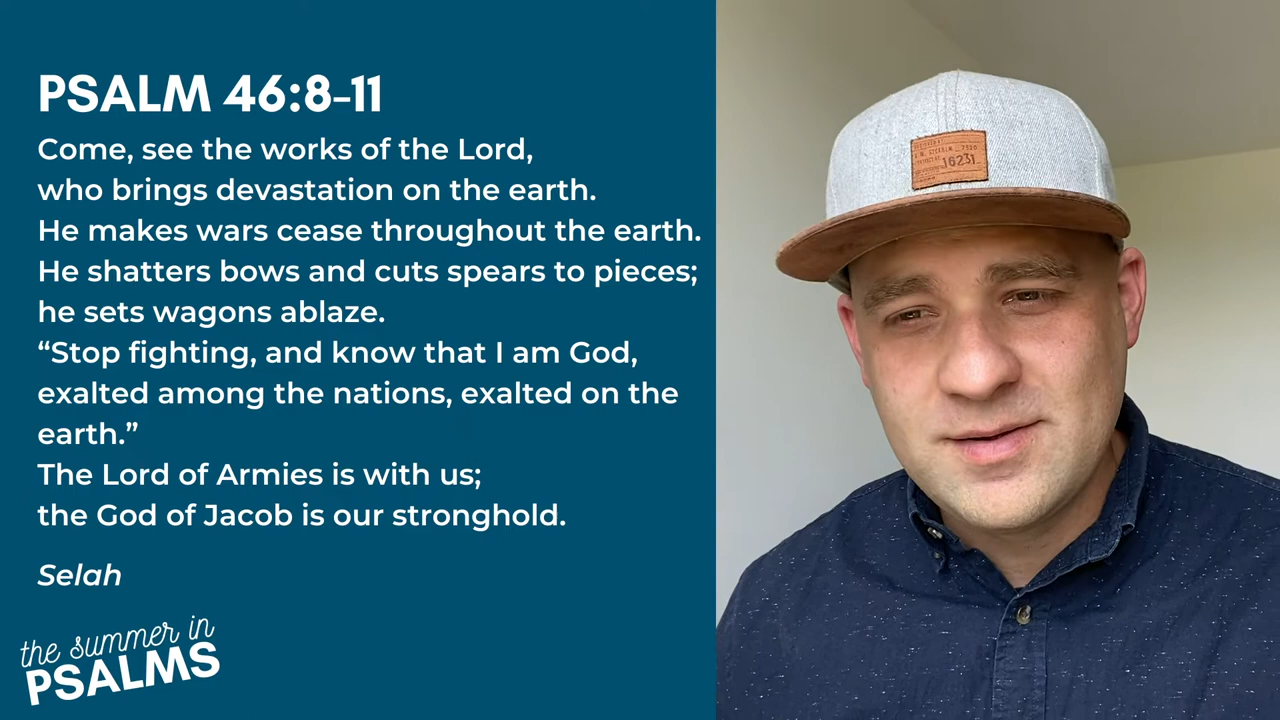 PSALM 46:8-11
Come, see the works of the Lord,
who brings devastation on the earth.
He makes wars cease throughout the earth.
He shatters bows and cuts spears to pieces;
he sets wagons ablaze.
“Stop fighting, and know that I am God,
exalted among the nations, exalted on the
earth.”
The Lord of Armies is with us;
the God of Jacob is our stronghold.
Selah
the summer in
PSALMS
16231